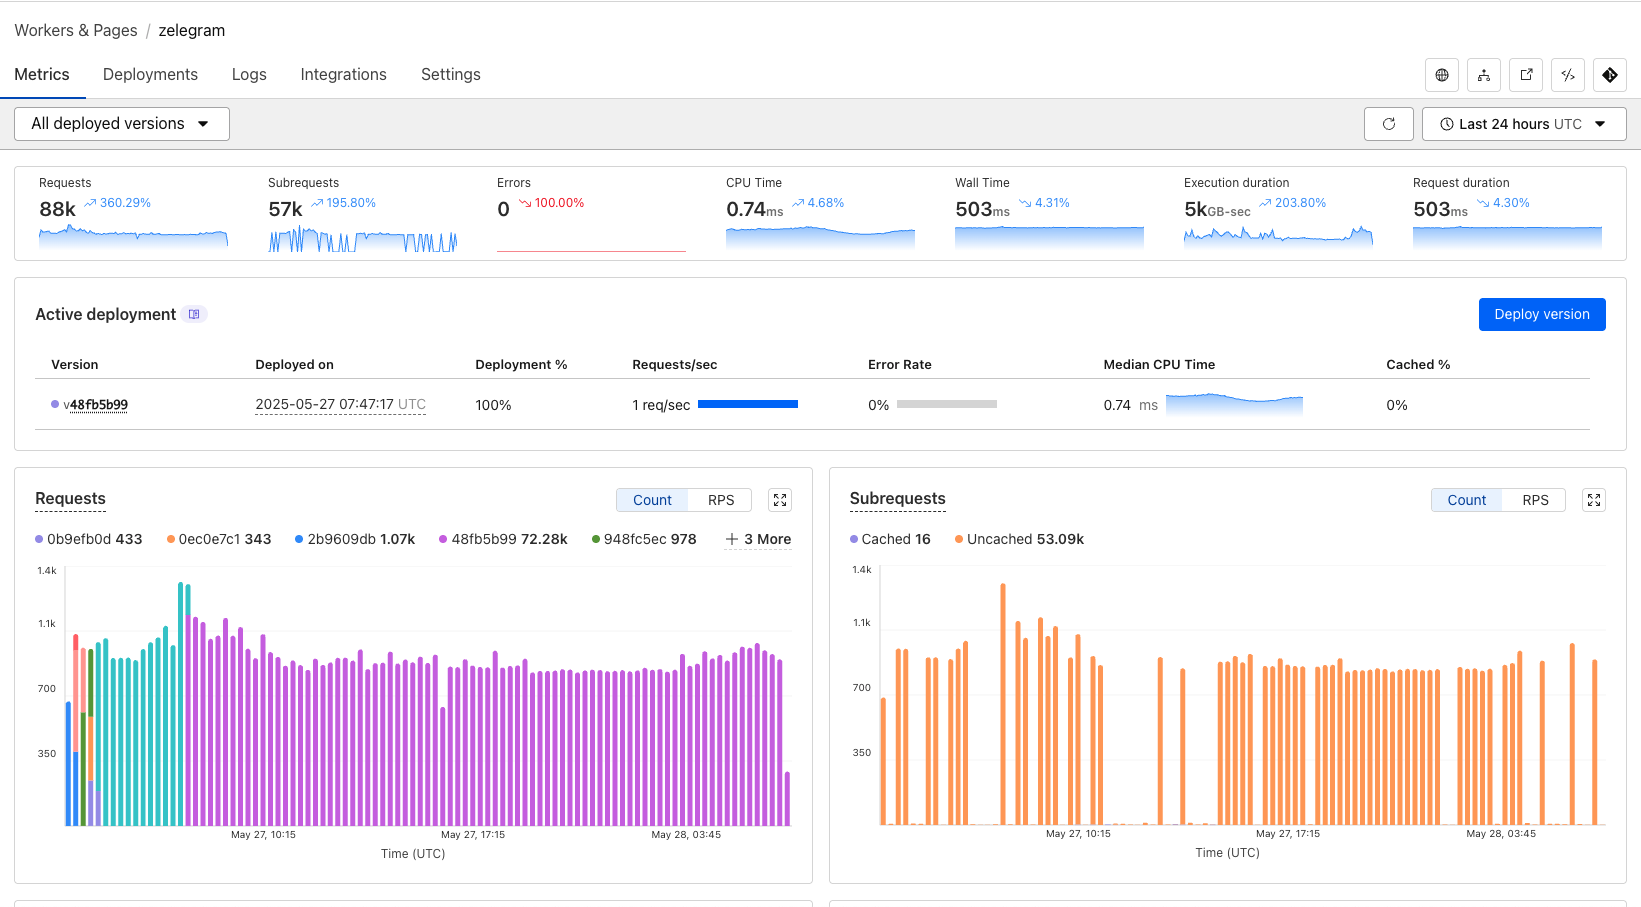 Workers & Pages / zelegram
Metrics Deployments Logs Integrations Settings
All deployed versions Last 24 hours UTC
Requests Subrequests Errors CPU Time Wall Time Execution duration Request duration
88k 360.29% 57k 195.80% 0 100.00% 0.74ms 4.68% 503ms 4.31% 5kGB-sec 203.80% 503ms 4.30%
Active deployment Deploy version
Version Deployed on Deployment % Requests/sec Error Rate Median CPU Time Cached %
v48fb5b99 2025-05-27 07:47:17 UTC 100% 1 req/sec 0% 0.74 ms 0%
Requests Count RPS
0b9efb0d 433 0ec0e7c1 343 2b9609db 1.07k 48fb5b99 72.28k 948fc5ec 978 + 3 More
1.4k
1.1k
700
350
May 27, 10:15 May 27, 17:15 May 28, 03:45
Time (UTC)
Subrequests Count RPS
Cached 16 Uncached 53.09k
1.4k
1.1k
700
350
May 27, 10:15 May 27, 17:15 May 28, 03:45
Time (UTC)